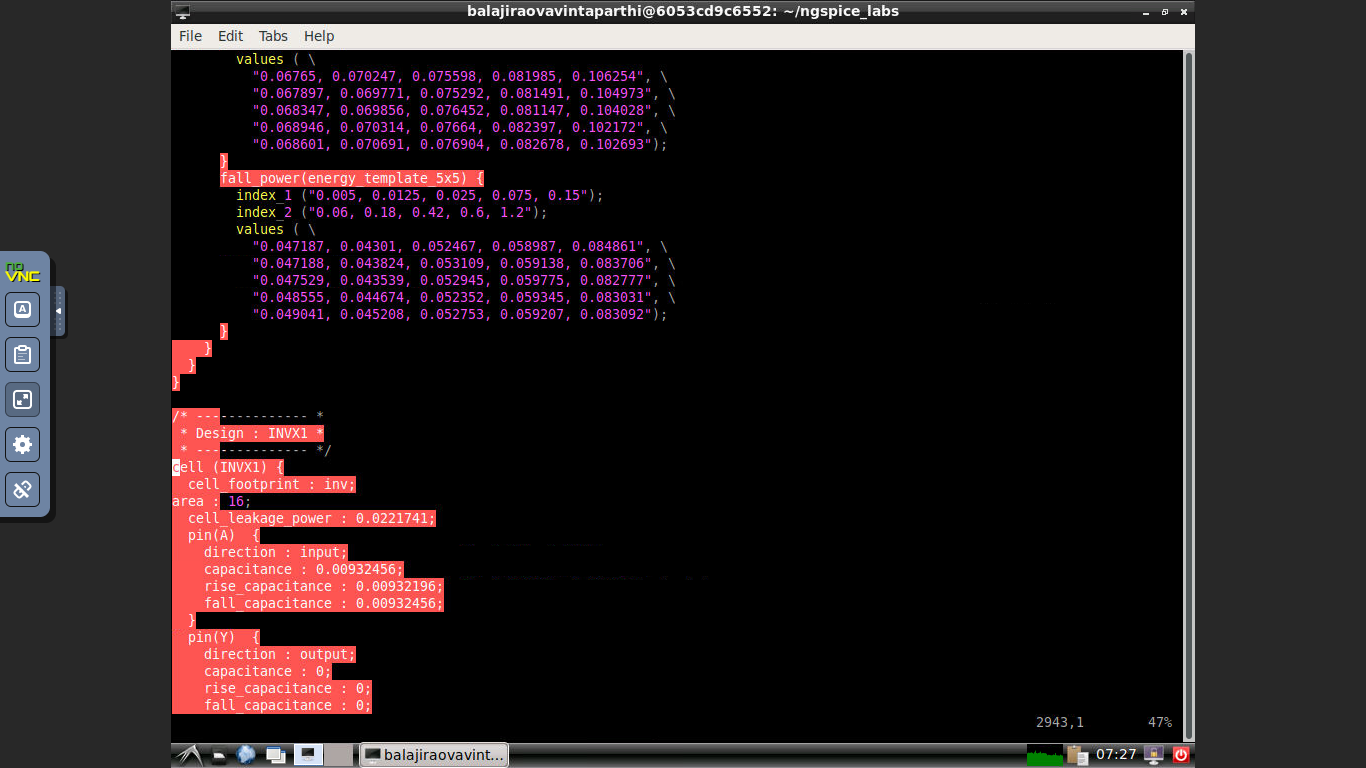 balajiraovavintaparthi@6053cd9c6552: ~/ngspice_labs
File Edit Tabs Help
values ( \
"0.06765, 0.070247, 0.075598, 0.081985, 0.106254", \
"0.067897, 0.069771, 0.075292, 0.081491, 0.104973", \
"0.068347, 0.069856, 0.076452, 0.081147, 0.104028", \
"0.068946, 0.070314, 0.07664, 0.082397, 0.102172", \
"0.068601, 0.070691, 0.076904, 0.082678, 0.102693");
}
fall_power(energy_template_5x5) {
index_1 ("0.005, 0.0125, 0.025, 0.075, 0.15");
index_2 ("0.06, 0.18, 0.42, 0.6, 1.2");
values ( \
"0.047187, 0.04301, 0.052467, 0.058987, 0.084861", \
"0.047188, 0.043824, 0.053109, 0.059138, 0.083706", \
"0.047529, 0.043539, 0.052945, 0.059775, 0.082777", \
"0.048555, 0.044674, 0.052352, 0.059345, 0.083031", \
"0.049041, 0.045208, 0.052753, 0.059207, 0.083092");
}
}
}
}
/* -------------- *
* Design : INVX1 *
* -------------- */
cell (INVX1) {
cell_footprint : inv;
area : 16;
cell_leakage_power : 0.0221741;
pin(A)  {
direction : input;
capacitance : 0.00932456;
rise_capacitance : 0.00932196;
fall_capacitance : 0.00932456;
}
pin(Y)  {
direction : output;
capacitance : 0;
rise_capacitance : 0;
fall_capacitance : 0;
2943,1 47%
noVNC
A
balajiraovavint...
07:27